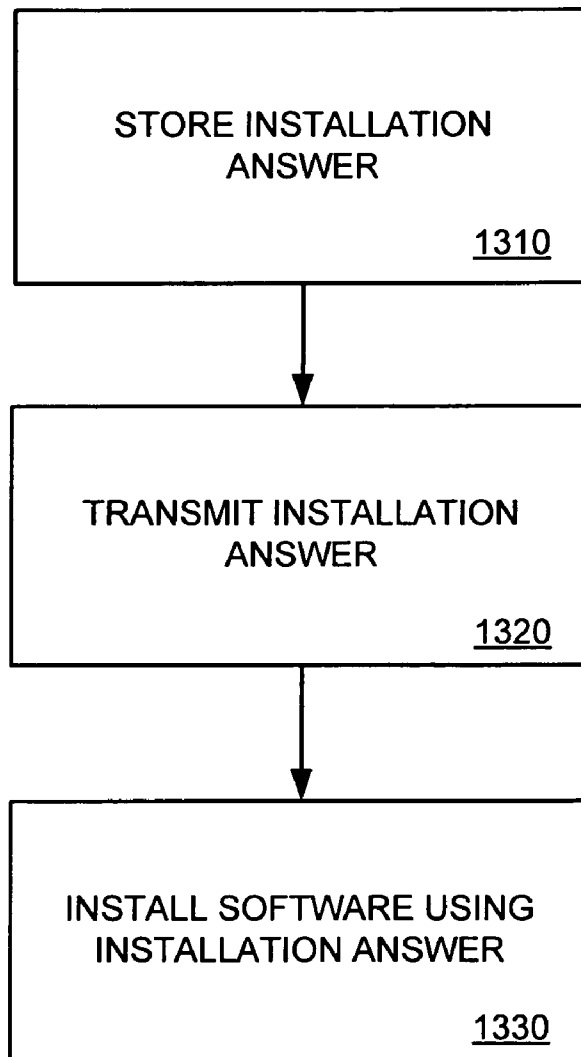 STORE INSTALLATION
ANSWER
1310
TRANSMIT INSTALLATION
ANSWER
1320
INSTALL SOFTWARE USING
INSTALLATION ANSWER
1330